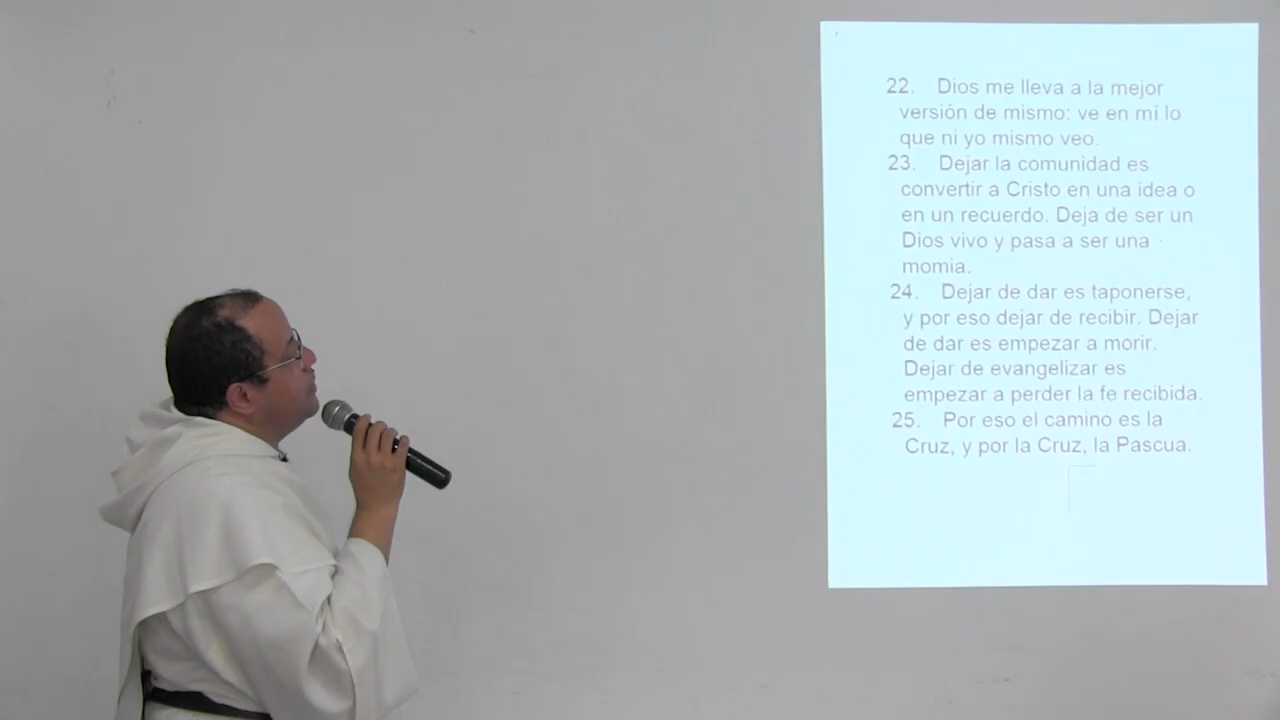 22. Dios me lleva a la mejor
versión de mismo: ve en mí lo
que ni yo mismo veo.
23. Dejar la comunidad es
convertir a Cristo en una idea o
en un recuerdo. Deja de ser un
Dios vivo y pasa a ser una
momia.
24. Dejar de dar es taponerse,
y por eso dejar de recibir. Dejar
de dar es empezar a morir.
Dejar de evangelizar es
empezar a perder la fe recibida.
25. Por eso el camino es la
Cruz, y por la Cruz, la Pascua.